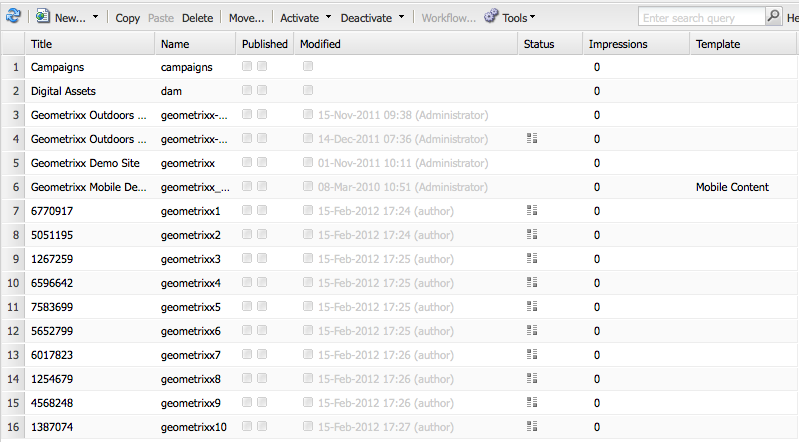 New... Copy Paste Delete Move... Activate Deactivate Workflow... Tools Enter search query He
Title Name Published Modified Status Impressions Template
1 Campaigns campaigns 0
2 Digital Assets dam 0
3 Geometrixx Outdoors ... geometrixx-... 15-Nov-2011 09:38 (Administrator) 0
4 Geometrixx Outdoors ... geometrixx-... 14-Dec-2011 07:36 (Administrator) 0
5 Geometrixx Demo Site geometrixx 01-Nov-2011 10:11 (Administrator) 0
6 Geometrixx Mobile De... geometrixx_... 08-Mar-2010 10:51 (Administrator) 0 Mobile Content
7 6770917 geometrixx1 15-Feb-2012 17:24 (author) 0
8 5051195 geometrixx2 15-Feb-2012 17:24 (author) 0
9 1267259 geometrixx3 15-Feb-2012 17:25 (author) 0
10 6596642 geometrixx4 15-Feb-2012 17:25 (author) 0
11 7583699 geometrixx5 15-Feb-2012 17:25 (author) 0
12 5652799 geometrixx6 15-Feb-2012 17:25 (author) 0
13 6017823 geometrixx7 15-Feb-2012 17:26 (author) 0
14 1254679 geometrixx8 15-Feb-2012 17:26 (author) 0
15 4568248 geometrixx9 15-Feb-2012 17:26 (author) 0
16 1387074 geometrixx10 15-Feb-2012 17:27 (author) 0